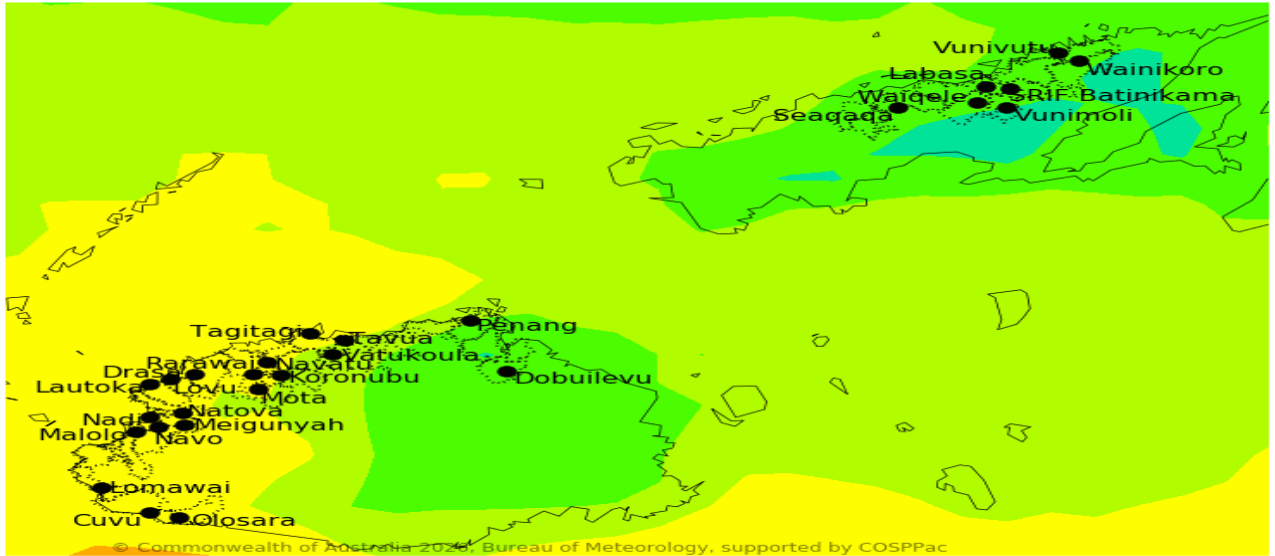 Vunivutu
Wainikoro
Labasa
SRIF Batinikama
Waiqele
Seaqaqa
Vunimoli
Penang
Tagitagi
Tavua
Vatukoula
Rarawai
Navatu
Drasa
Koronubu
Dobuilevu
Lautoka
Lovu
Mota
Natova
Nadi
Meigunyah
Malolo
Navo
Lomawai
Cuvu
Olosara
© Commonwealth of Australia 2026, Bureau of Meteorology, supported by COSPPac